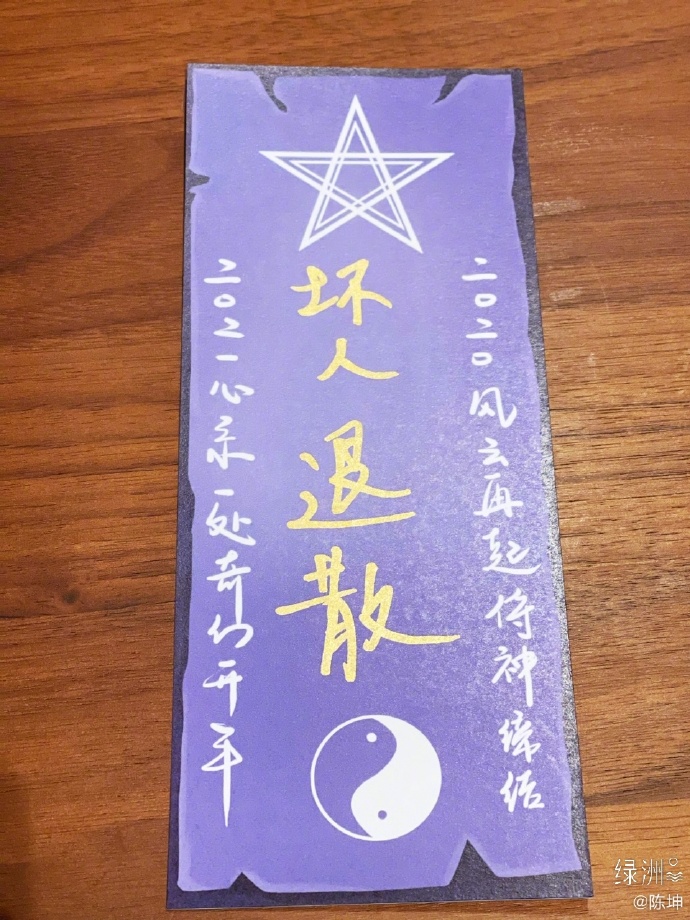 二〇二〇风云再起侍神缔结
坏人退散
二〇二一心系一处奇幻开年
绿洲
@陈坤